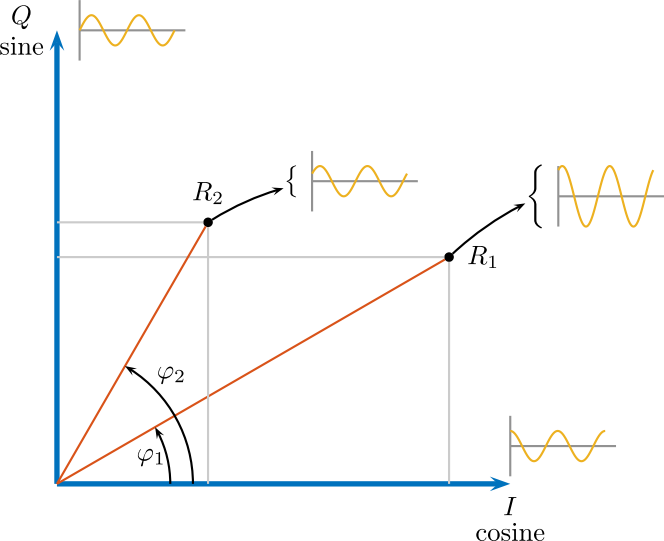 Q
sine
R₂
R₁
φ₂
φ₁
I
cosine